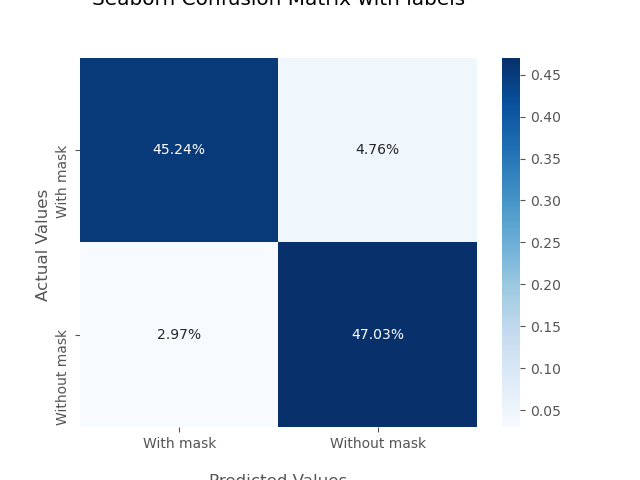 Seaborn Confusion Matrix with labels
Actual Values
With mask
Without mask
45.24%
4.76%
2.97%
47.03%
With mask
Without mask
Predicted Values
0.45
0.40
0.35
0.30
0.25
0.20
0.15
0.10
0.05